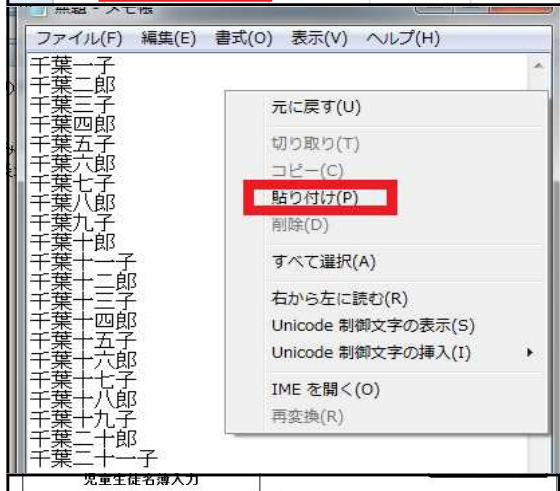 無題 - メモ帳
ファイル(F) 編集(E) 書式(O) 表示(V) ヘルプ(H)
千葉一子
千葉二郎
千葉三子
千葉四郎
千葉五子
千葉六郎
千葉七子
千葉八郎
千葉九子
千葉十郎
千葉十一子
千葉十二郎
千葉十三子
千葉十四郎
千葉十五子
千葉十六郎
千葉十七子
千葉十八郎
千葉十九子
千葉二十郎
千葉二十一子
元に戻す(U)
切り取り(T)
コピー(C)
貼り付け(P)
削除(D)
すべて選択(A)
右から左に読む(R)
Unicode 制御文字の表示(S)
Unicode 制御文字の挿入(I)
IME を開く(O)
再変換(R)
児童生徒名簿入力